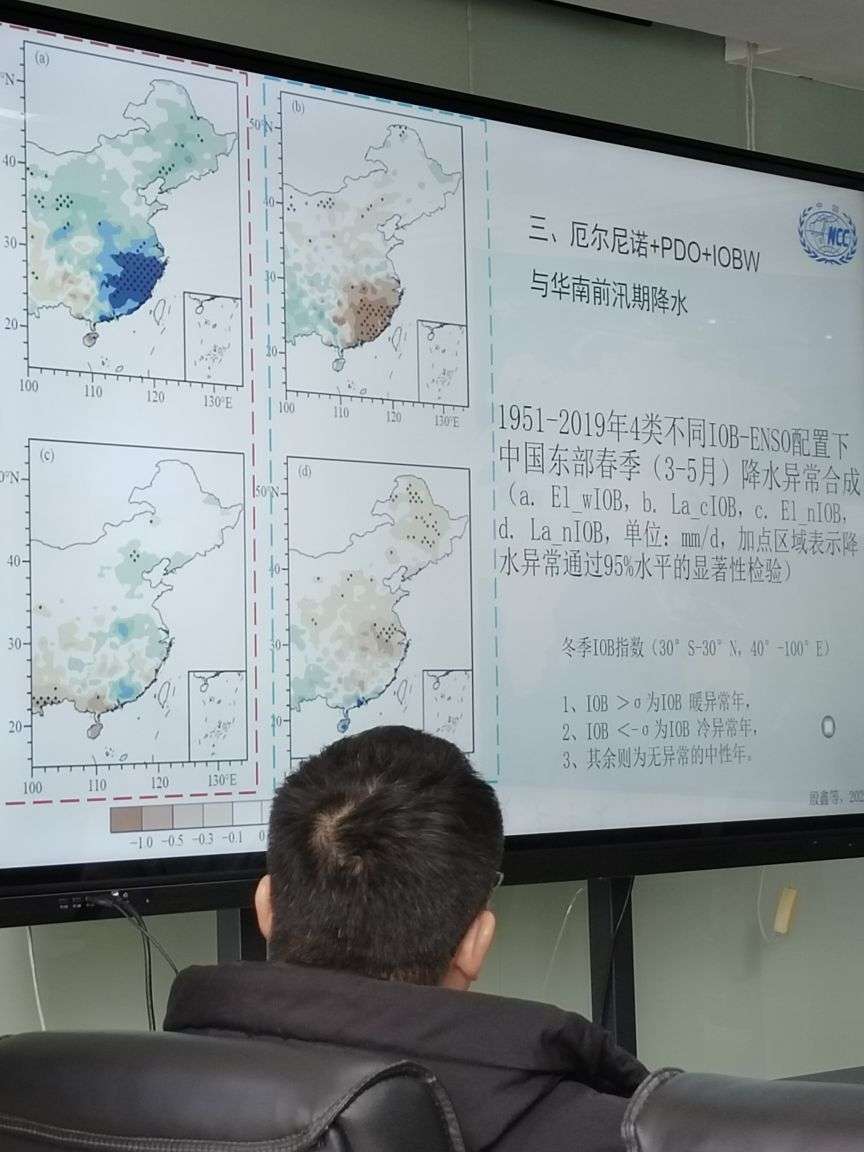 (a)
(b)
°N
50°N
40
40
30
30
20
20
100
110
120
130°E
100
110
120
130°E
NCC
三、厄尔尼诺+PDO+IOBW
与华南前汛期降水
1951-2019年4类不同IOB-ENSO配置下
中国东部春季（3-5月）降水异常合成
（a. El_wIOB, b. La_cIOB, c. El_nIOB,
d. La_nIOB, 单位: mm/d, 加点区域表示降
水异常通过95%水平的显著性检验）
(c)
(d)
0°N
50°N
40
40
30
30
20
20
100
110
120
130°E
冬季IOB指数（30° S-30° N, 40° -100° E）
1、IOB ＞σ为IOB 暖异常年，
2、IOB ＜-σ为IOB 冷异常年，
3、其余则为无异常的中性年。
-1.0
-0.5
-0.3
-0.1
殷鑫等, 202